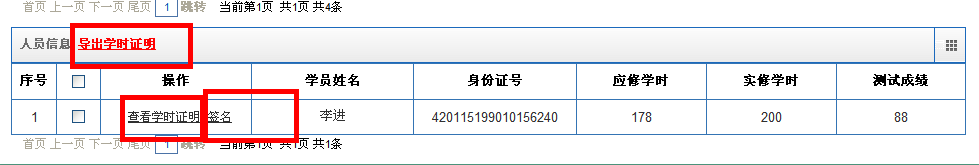 首页 上一页 下一页 尾页 1 跳转 当前第1页 共1页 共4条
人员信息 导出学时证明
序号 操作 学员姓名 身份证号 应修学时 实修学时 测试成绩
1 查看学时证明 签名 李进 420115199010156240 178 200 88
首页 上一页 下一页 尾页 1 跳转 当前第1页 共1页 共1条